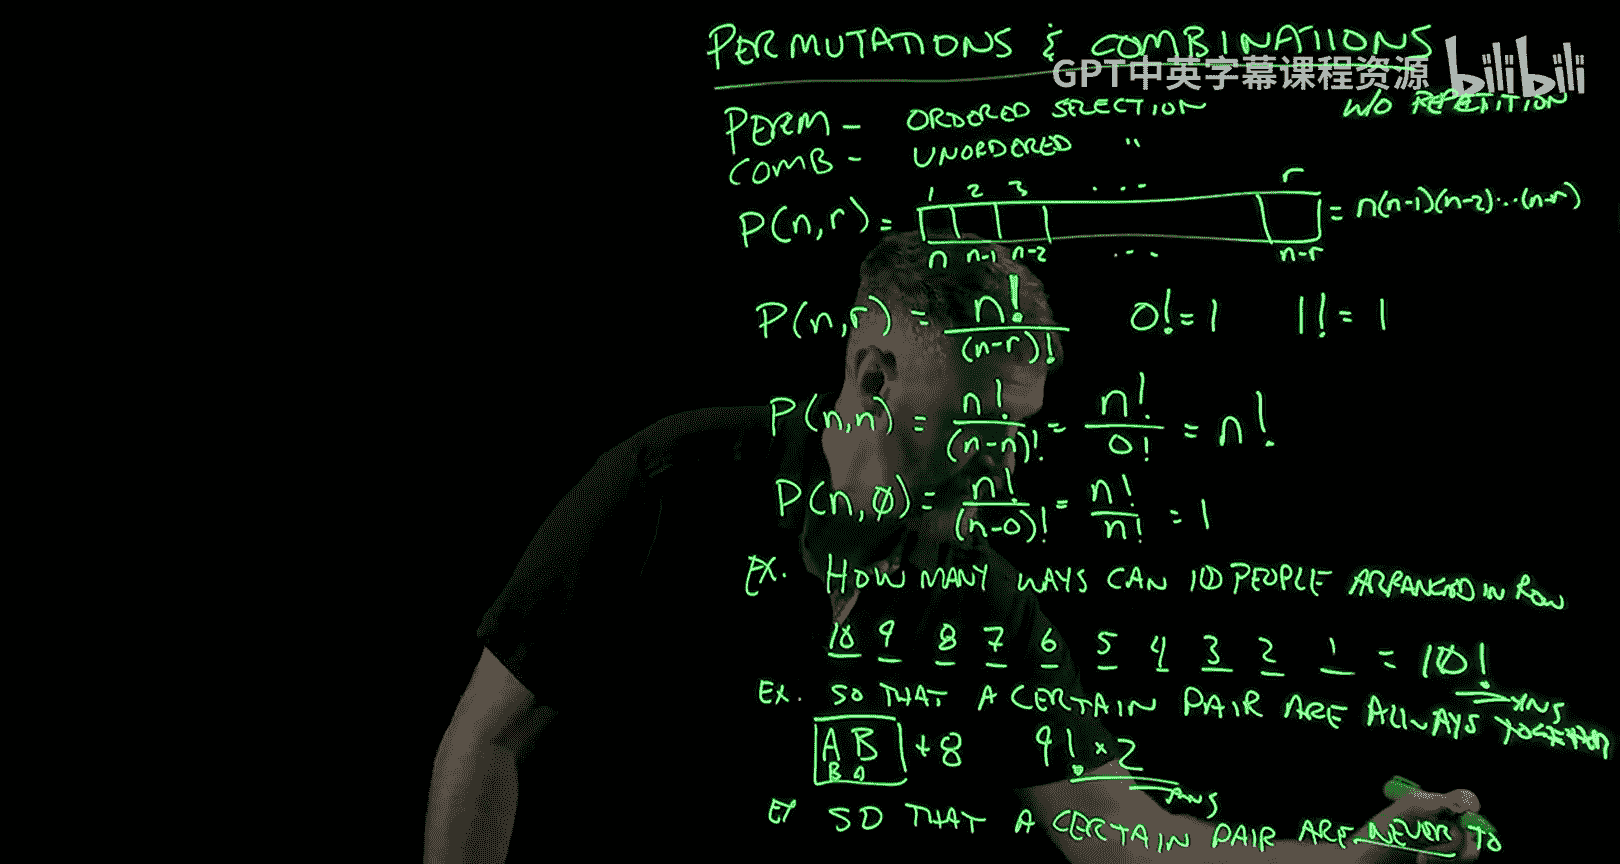 PERMUTATIONS & COMBINATIONS
GPT中英字幕课程资源 bilibili
PERM - ORDERED SELECTION W/O REPETITION
COMB - UNORDERED "
1 2 3 ... r
P(n,r) = = n(n-1)(n-2)...(n-r)
n n-1 n-2 ... n-r
P(n,r) = n!/(n-r)! 0! = 1 1! = 1
P(n,n) = n!/(n-n)! = n!/0! = n!
P(n,0) = n!/(n-0)! = n!/n! = 1
EX. HOW MANY WAYS CAN 10 PEOPLE ARRANGED IN ROW
10 9 8 7 6 5 4 3 2 1 = 10!
ANS
EX. SO THAT A CERTAIN PAIR ARE ALWAYS TOGETHER
AB + 8 9! × 2
BA
ANS
EX SO THAT A CERTAIN PAIR ARE NEVER TO